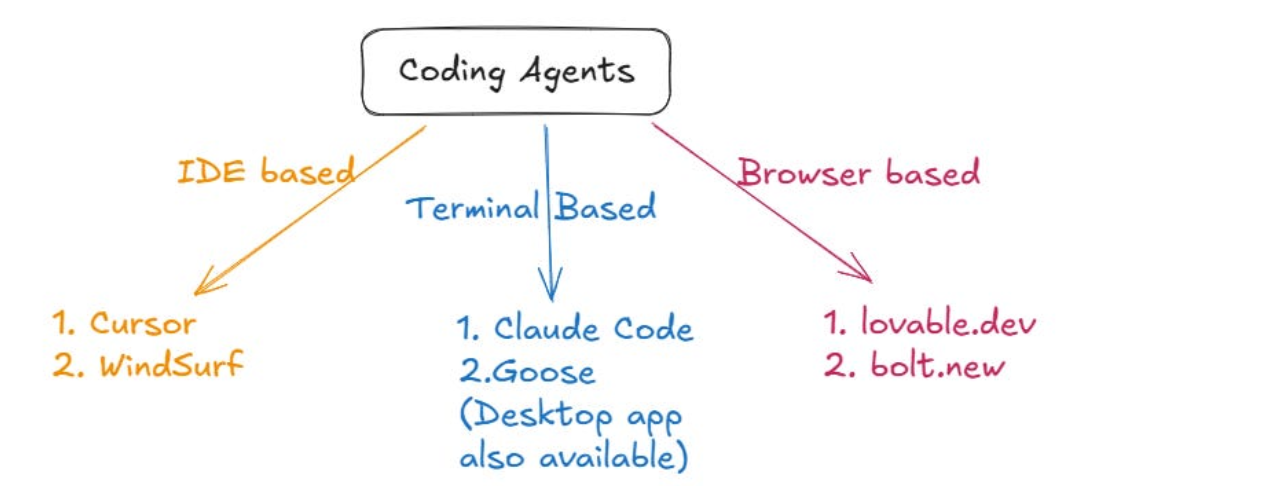 Coding Agents
IDE based
Terminal Based
Browser based
1. Cursor
2. WindSurf
1. Claude Code
2.Goose
(Desktop app
also available)
1. lovable.dev
2. bolt.new